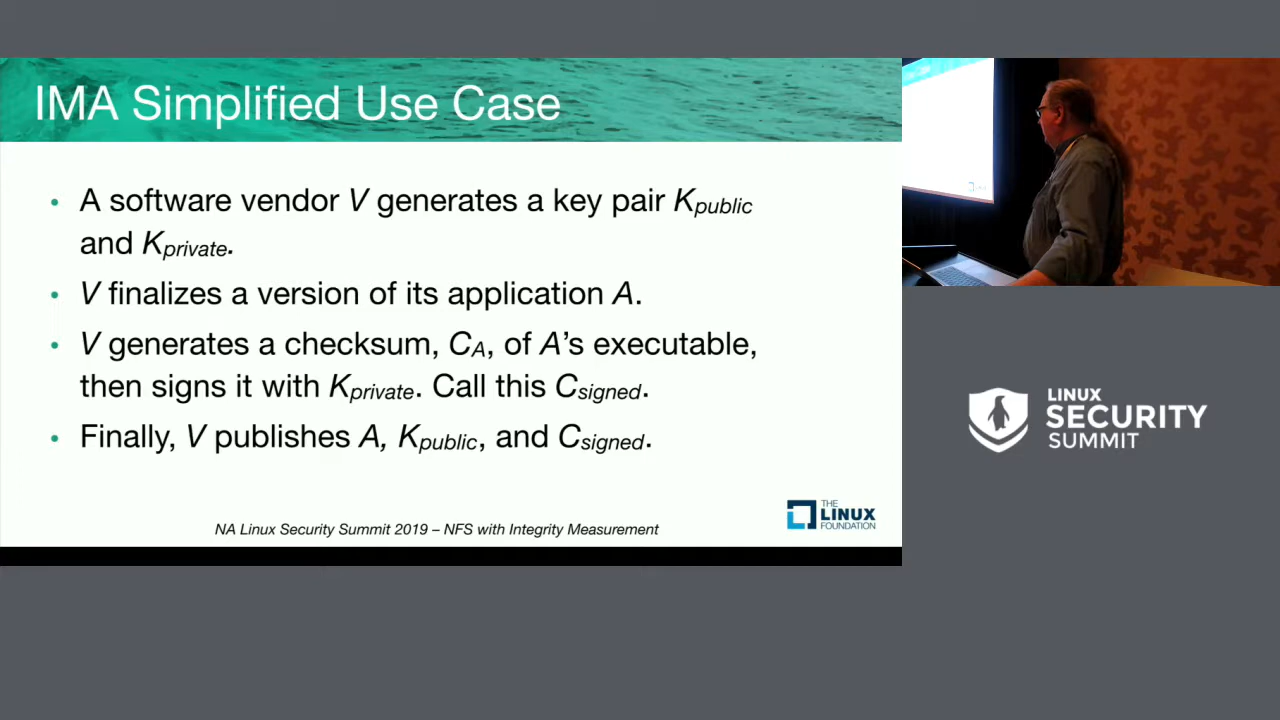 IMA Simplified Use Case
• A software vendor V generates a key pair Kpublic
and Kprivate.
• V finalizes a version of its application A.
• V generates a checksum, CA, of A’s executable,
then signs it with Kprivate. Call this Csigned.
• Finally, V publishes A, Kpublic, and Csigned.
NA Linux Security Summit 2019 – NFS with Integrity Measurement
THE
LINUX
FOUNDATION
LINUX
SECURITY
SUMMIT